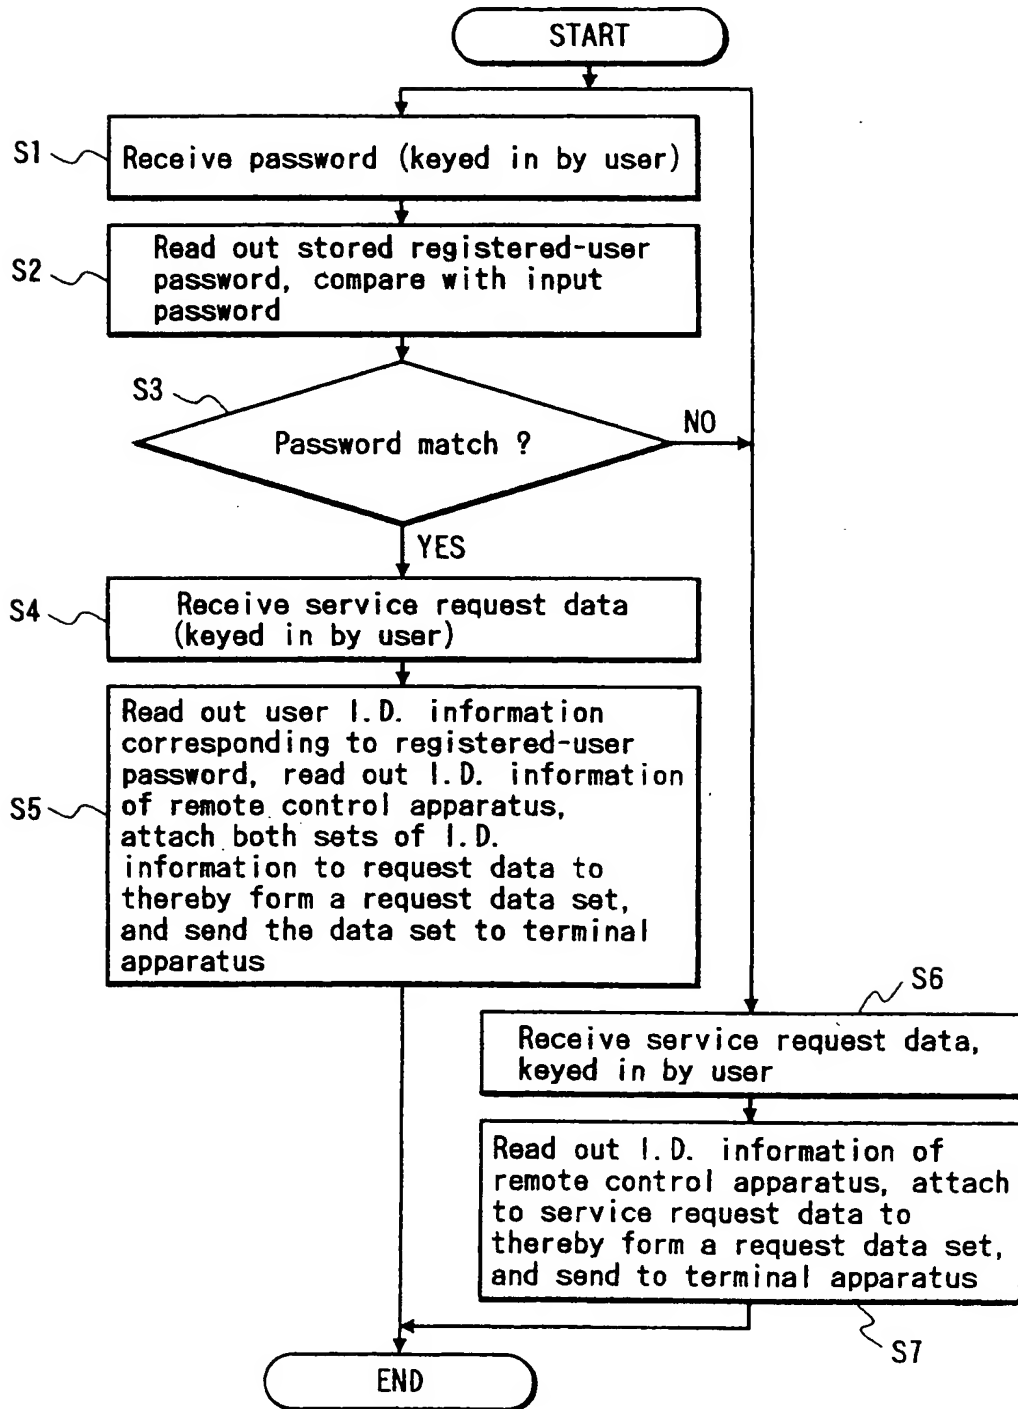 START
S1
Receive password (keyed in by user)
S2
Read out stored registered-user
password, compare with input
password
S3
Password match ?
NO
YES
S4
Receive service request data
(keyed in by user)
S5
Read out user I.D. information
corresponding to registered-user
password, read out I.D. information
of remote control apparatus,
attach both sets of I.D.
information to request data to
thereby form a request data set,
and send the data set to terminal
apparatus
S6
Receive service request data,
keyed in by user
Read out I.D. information of
remote control apparatus, attach
to service request data to
thereby form a request data set,
and send to terminal apparatus
S7
END